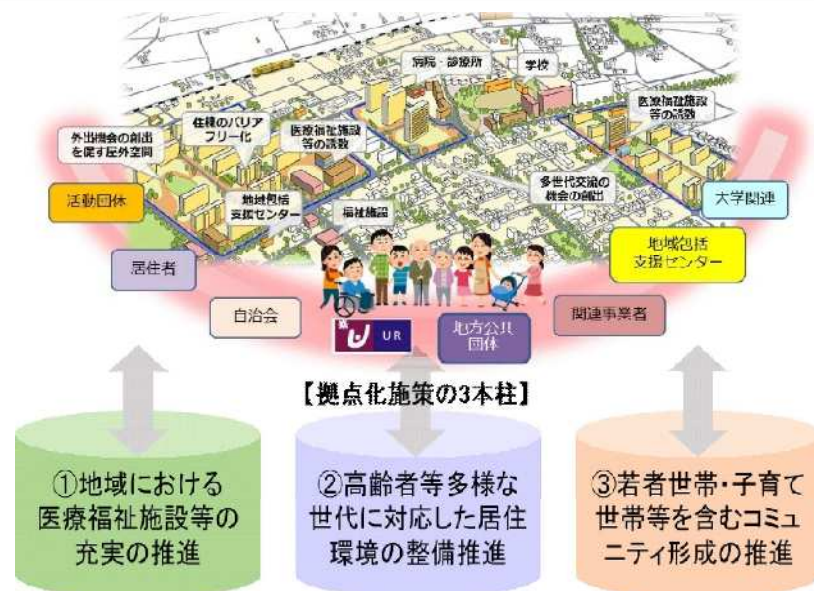 病院・診療所
学校
医療福祉施設
等の誘致
住棟のバリア
フリー化
医療福祉施設
等の誘致
外出機会の創出
を促す屋外空間
地域包括
支援センター
福祉施設
多世代交流の
機会の創出
活動団体
大学関連
居住者
地域包括
支援センター
自治会
UR
地方公共
団体
関連事業者
【拠点化施策の3本柱】
①地域における
医療福祉施設等の
充実の推進
②高齢者等多様な
世代に対応した居住
環境の整備推進
③若者世帯・子育て
世帯等を含むコミュ
ニティ形成の推進